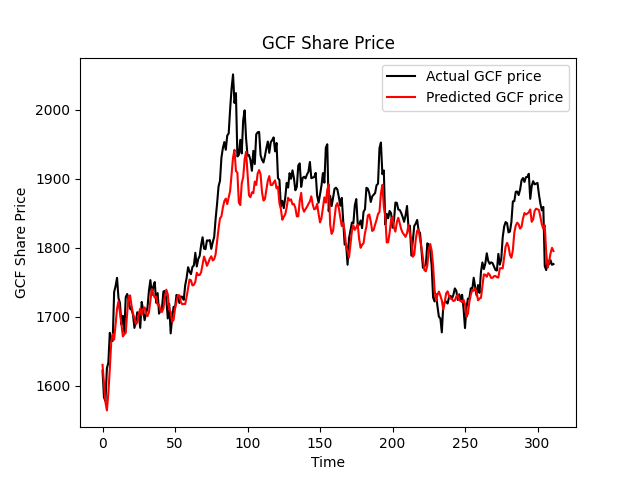 GCF Share Price
Actual GCF price
Predicted GCF price
GCF Share Price
2000
1900
1800
1700
1600
0 50 100 150 200 250 300
Time